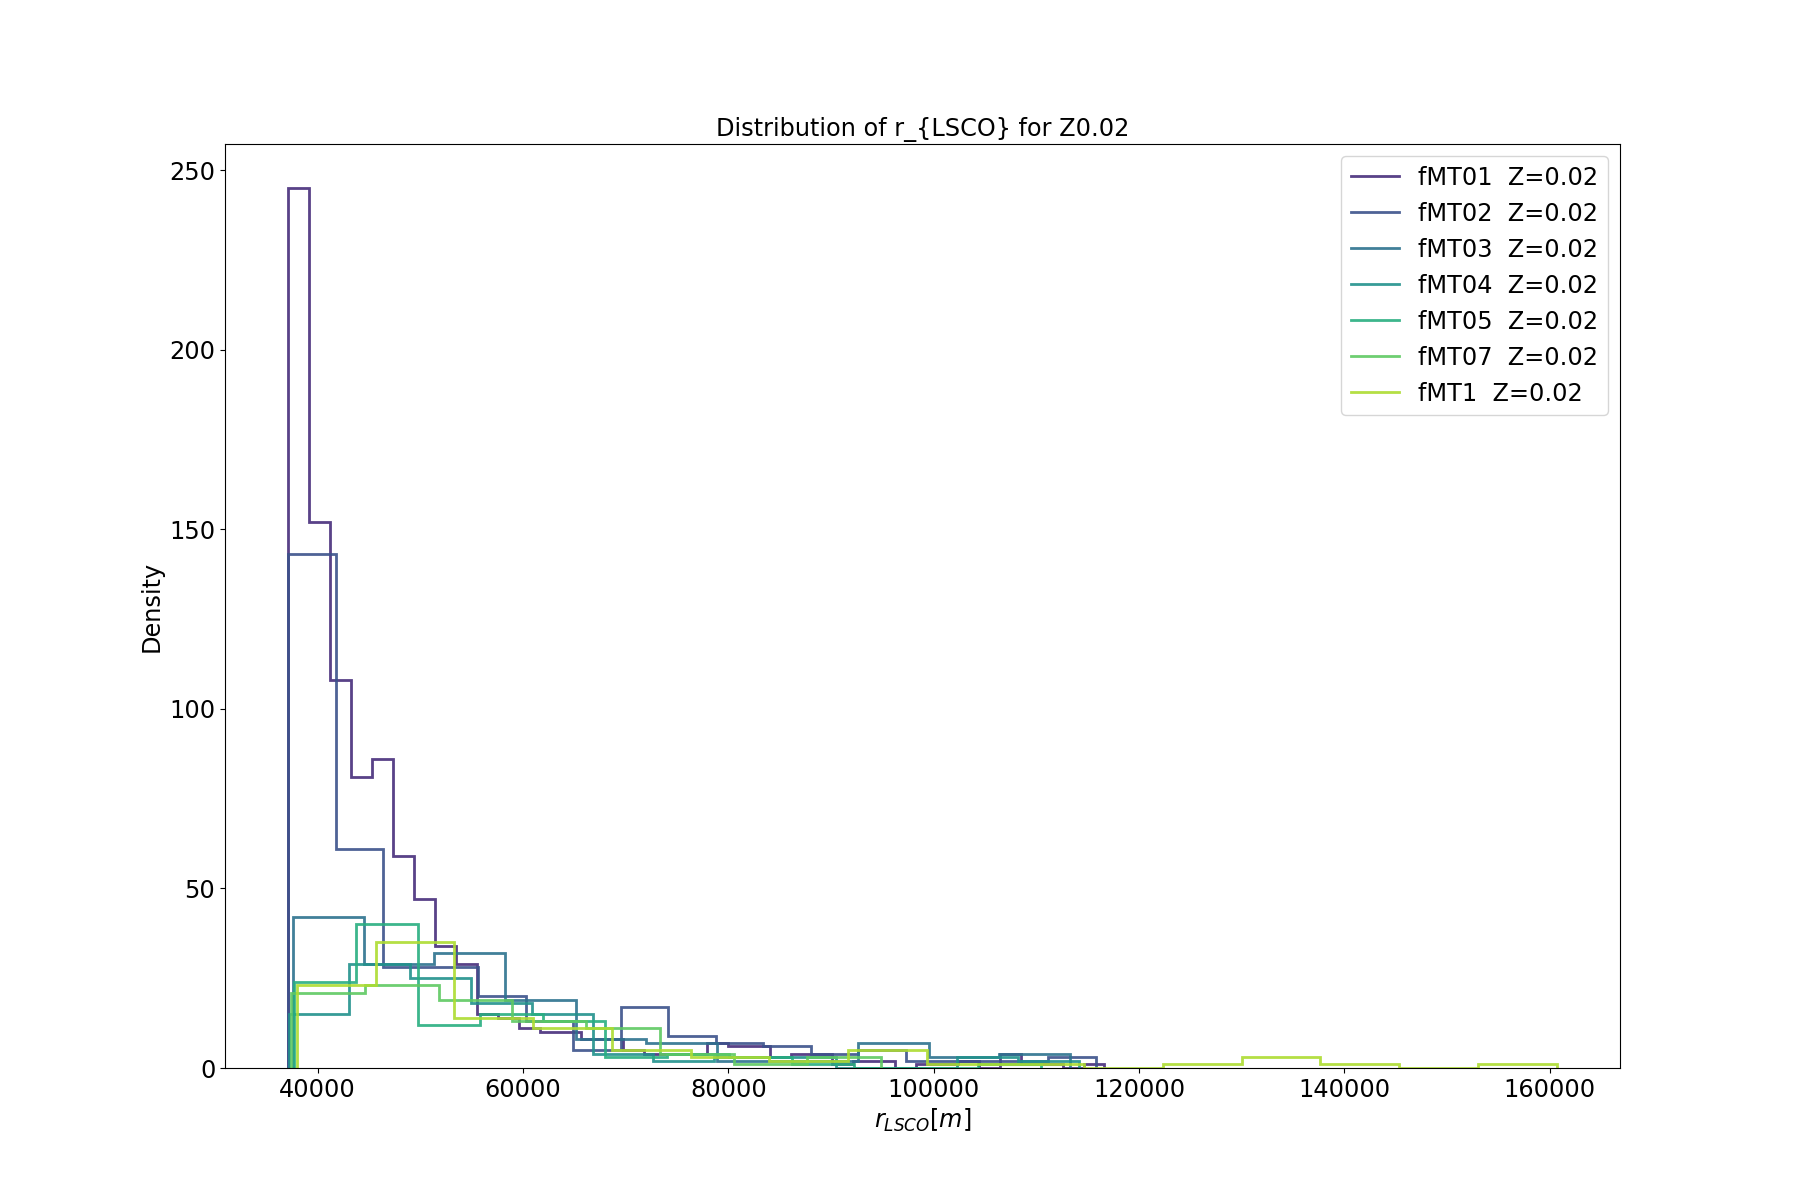 Distribution of r_{LSCO} for Z0.02
250
200
150
100
50
0
Density
fMT01  Z=0.02
fMT02  Z=0.02
fMT03  Z=0.02
fMT04  Z=0.02
fMT05  Z=0.02
fMT07  Z=0.02
fMT1  Z=0.02
40000 60000 80000 100000 120000 140000 160000
r_{LSCO}[m]